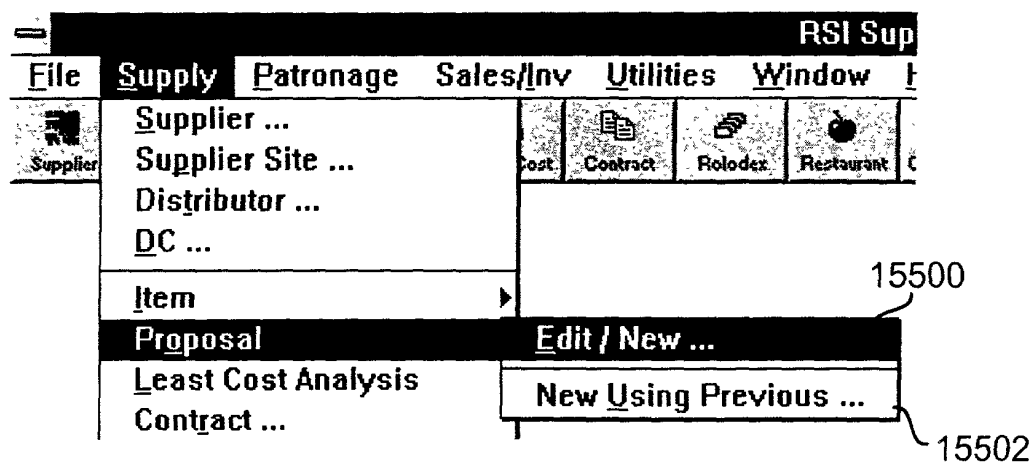 RSI Sup
File Supply Patronage Sales/Inv Utilities Window H
Supplier Cost Contract Rolodex Restaurant C
Supplier ...
Supplier Site ...
Distributor ...
DC ...
Item
Proposal
Least Cost Analysis
Contract ...
Edit / New ...
New Using Previous ...
15500
15502